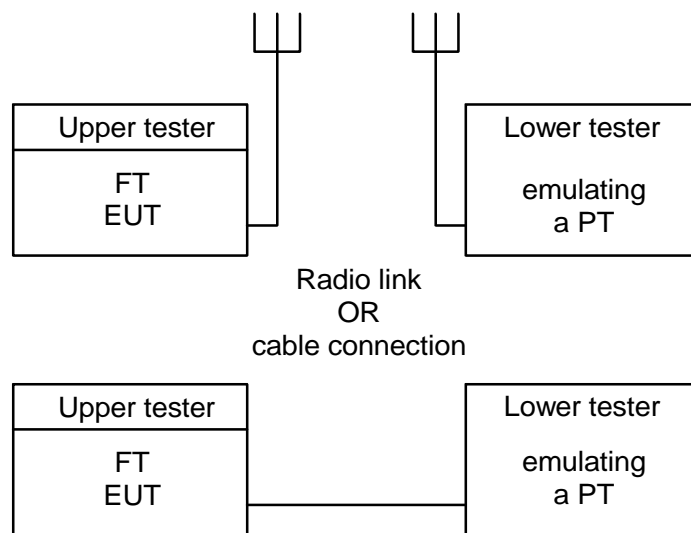 Upper tester
FT
EUT
Lower tester
emulating
a PT
Radio link
OR
cable connection
Upper tester
FT
EUT
Lower tester
emulating
a PT